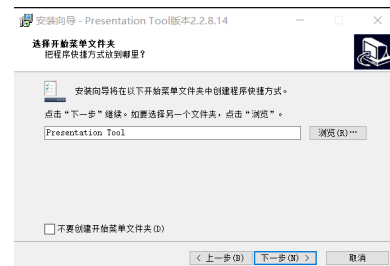 安装向导 - Presentation Tool版本2.2.8.14
选择开始菜单文件夹
把程序快捷方式放到哪里？
安装向导将在以下开始菜单文件夹中创建程序快捷方式。
点击“下一步”继续。如要选择另一个文件夹，点击“浏览”。
Presentation Tool
浏览(R)…
不要创建开始菜单文件夹(D)
< 上一步(B)
下一步(N) >
取消